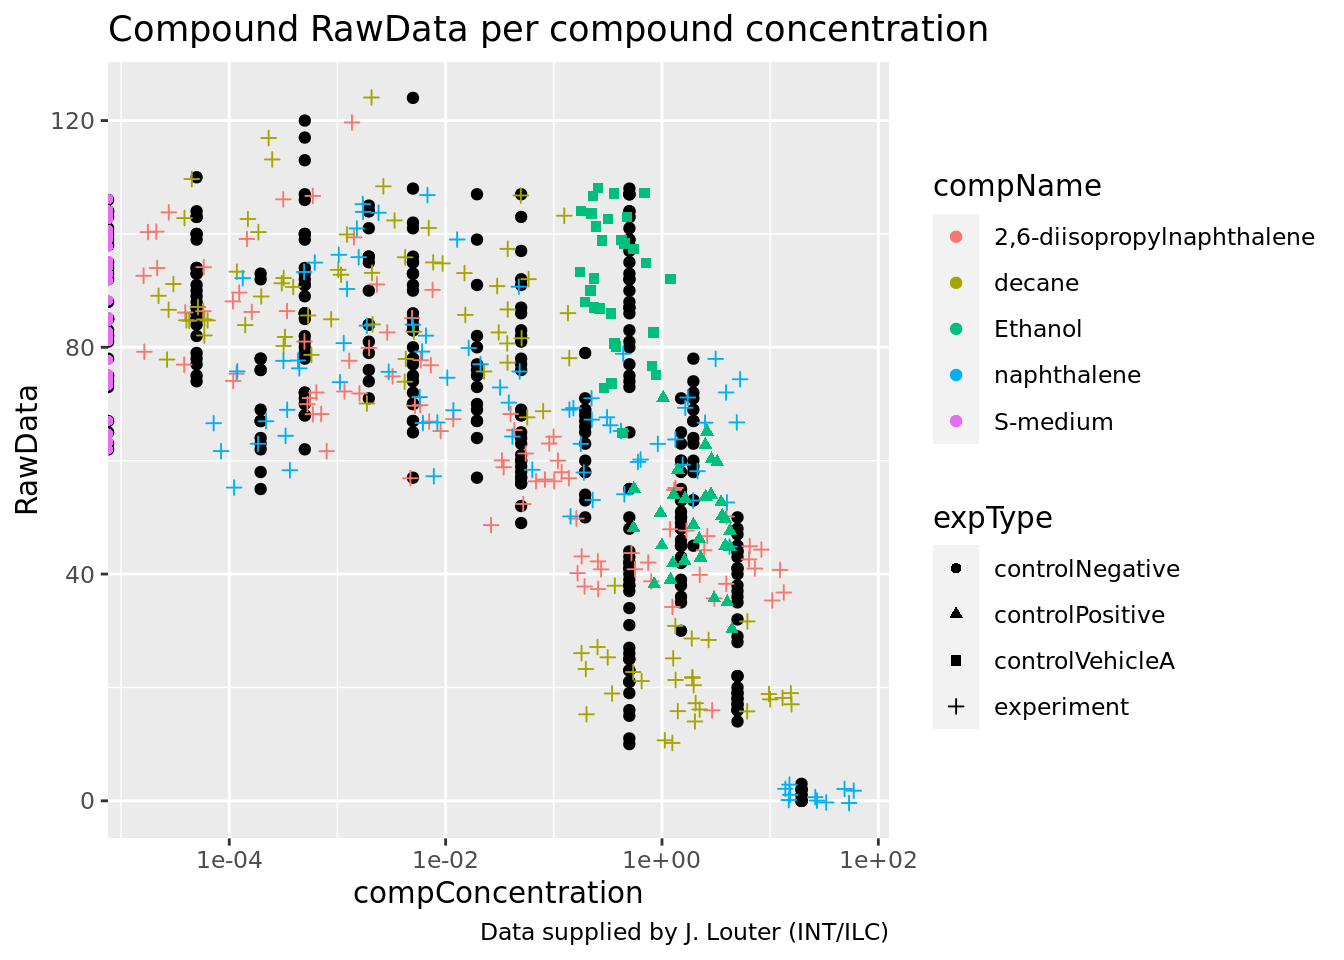 Compound RawData per compound concentration
RawData
120
80
40
0
1e-04
1e-02
1e+00
1e+02
compConcentration
Data supplied by J. Louter (INT/ILC)
compName
2,6-diisopropylnaphthalene
decane
Ethanol
naphthalene
S-medium
expType
controlNegative
controlPositive
controlVehicleA
experiment